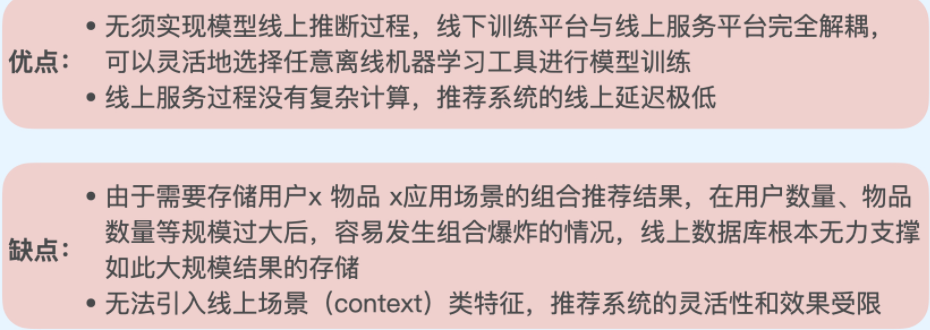 • 无须实现模型线上推断过程，线下训练平台与线上服务平台完全解耦，
优点： 可以灵活地选择任意离线机器学习工具进行模型训练
• 线上服务过程没有复杂计算，推荐系统的线上延迟极低
• 由于需要存储用户x 物品 x应用场景的组合推荐结果，在用户数量、物品
数量等规模过大后，容易发生组合爆炸的情况，线上数据库根本无力支撑
缺点： 如此大规模结果的存储
• 无法引入线上场景（context）类特征，推荐系统的灵活性和效果受限